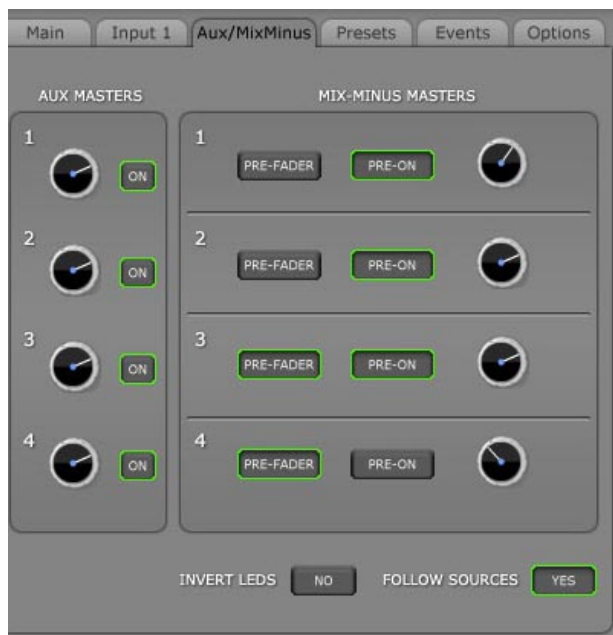 Main Input 1 Aux/MixMinus Presets Events Options
AUX MASTERS
1
ON
2
ON
3
ON
4
ON
MIX-MINUS MASTERS
1
PRE-FADER PRE-ON
2
PRE-FADER PRE-ON
3
PRE-FADER PRE-ON
4
PRE-FADER PRE-ON
INVERT LEDS NO FOLLOW SOURCES YES